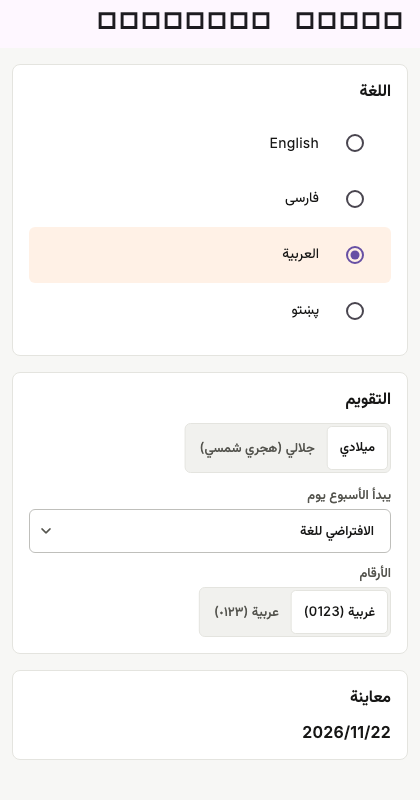 اللغة
English
فارسی
العربية
پښتو
التقويم
ميلادي
جلالي (هجري شمسي)
يبدأ الأسبوع يوم
الافتراضي للغة
الأرقام
غربية (0123)
عربية (٠١٢٣)
معاينة
2026/11/22